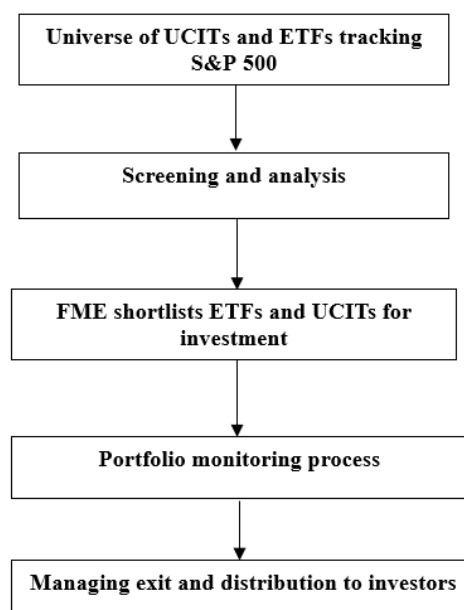 Universe of UCITs and ETFs tracking
S&P 500
Screening and analysis
FME shortlists ETFs and UCITs for
investment
Portfolio monitoring process
Managing exit and distribution to investors